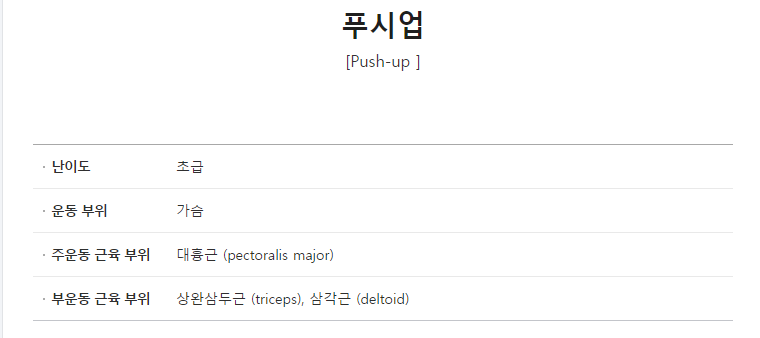 푸시업
[Push-up ]
· 난이도 초급
· 운동 부위 가슴
· 주운동 근육 부위 대흉근 (pectoralis major)
· 부운동 근육 부위 상완삼두근 (triceps), 삼각근 (deltoid)